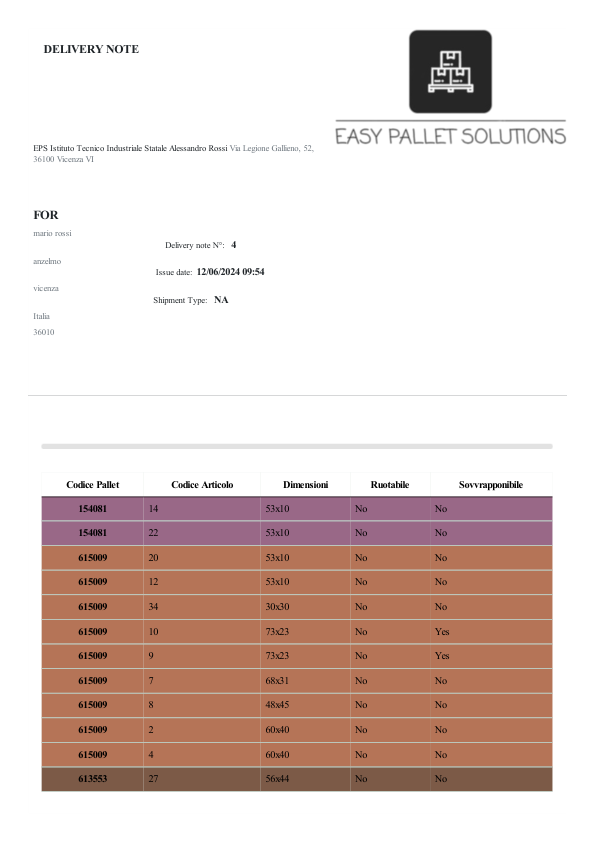 DELIVERY NOTE
EASY PALLET SOLUTIONS
EPS Istituto Tecnico Industriale Statale Alessandro Rossi Via Legione Gallieno, 52,
36100 Vicenza VI
FOR
mario rossi
Delivery note N°: 4
anzelmo
Issue date: 12/06/2024 09:54
vicenza
Shipment Type: NA
Italia
36010
Codice Pallet Codice Articolo Dimensioni Ruotabile Sovvrapponibile
154081 14 53x10 No No
154081 22 53x10 No No
615009 20 53x10 No No
615009 12 53x10 No No
615009 34 30x30 No No
615009 10 73x23 No Yes
615009 9 73x23 No Yes
615009 7 68x31 No No
615009 8 48x45 No No
615009 2 60x40 No No
615009 4 60x40 No No
613553 27 56x44 No No